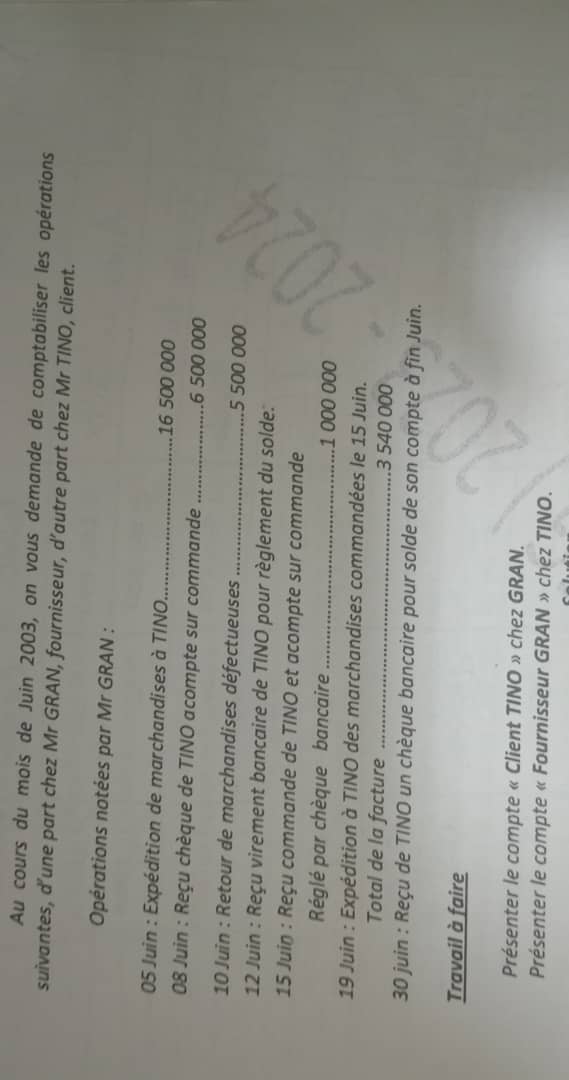 Au cours du mois de Juin 2003, on vous demande de comptabiliser les opérations
suivantes, d'une part chez Mr GRAN, fournisseur, d'autre part chez Mr TINO, client.
Opérations notées par Mr GRAN :
05 Juin : Expédition de marchandises à TINO..............................16 500 000
08 Juin : Reçu chèque de TINO acompte sur commande ....................6 500 000
10 Juin : Retour de marchandises défectueuses ..............................5 500 000
12 Juin : Reçu virement bancaire de TINO pour règlement du solde.
15 Juin : Reçu commande de TINO et acompte sur commande
Réglé par chèque bancaire ........................................1 000 000
19 Juin : Expédition à TINO des marchandises commandées le 15 Juin.
Total de la facture ..................................................3 540 000
30 juin : Reçu de TINO un chèque bancaire pour solde de son compte à fin Juin.
Travail à faire
Présenter le compte « Client TINO » chez GRAN.
Présenter le compte « Fournisseur GRAN » chez TINO.
Solution
2023 - 2024